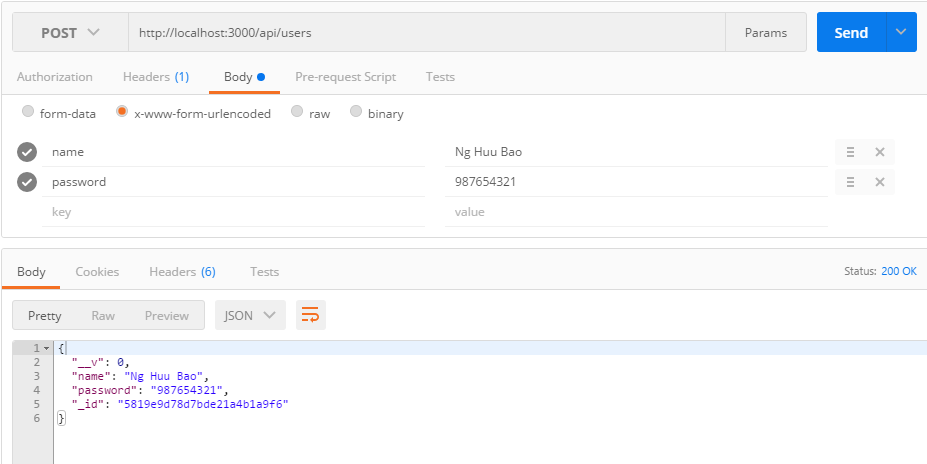 POST http://localhost:3000/api/users Params Send
Authorization Headers (1) Body Pre-request Script Tests
form-data x-www-form-urlencoded raw binary
name Ng Huu Bao
password 987654321
key value
Body Cookies Headers (6) Tests Status: 200 OK
Pretty Raw Preview JSON
1 {
2 "__v": 0,
3 "name": "Ng Huu Bao",
4 "password": "987654321",
5 "_id": "5819e9d78d7bde21a4b1a9f6"
6 }